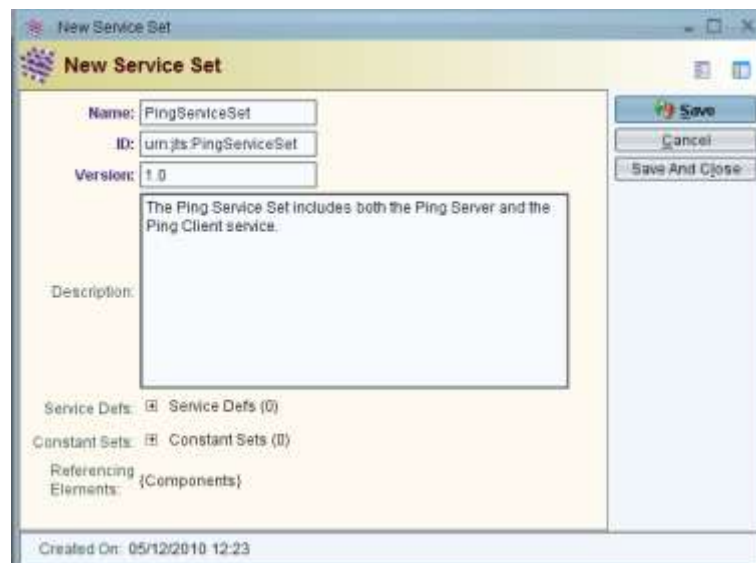 New Service Set
New Service Set
Name: PingServiceSet
ID: urn:jts:PingServiceSet
Version: 1.0
The Ping Service Set includes both the Ping Server and the
Ping Client service.
Description:
Service Defs: Service Defs (0)
Constant Sets: Constant Sets (0)
Referencing
Elements: {Components}
Save
Cancel
Save And Close
Created On: 05/12/2010 12:23